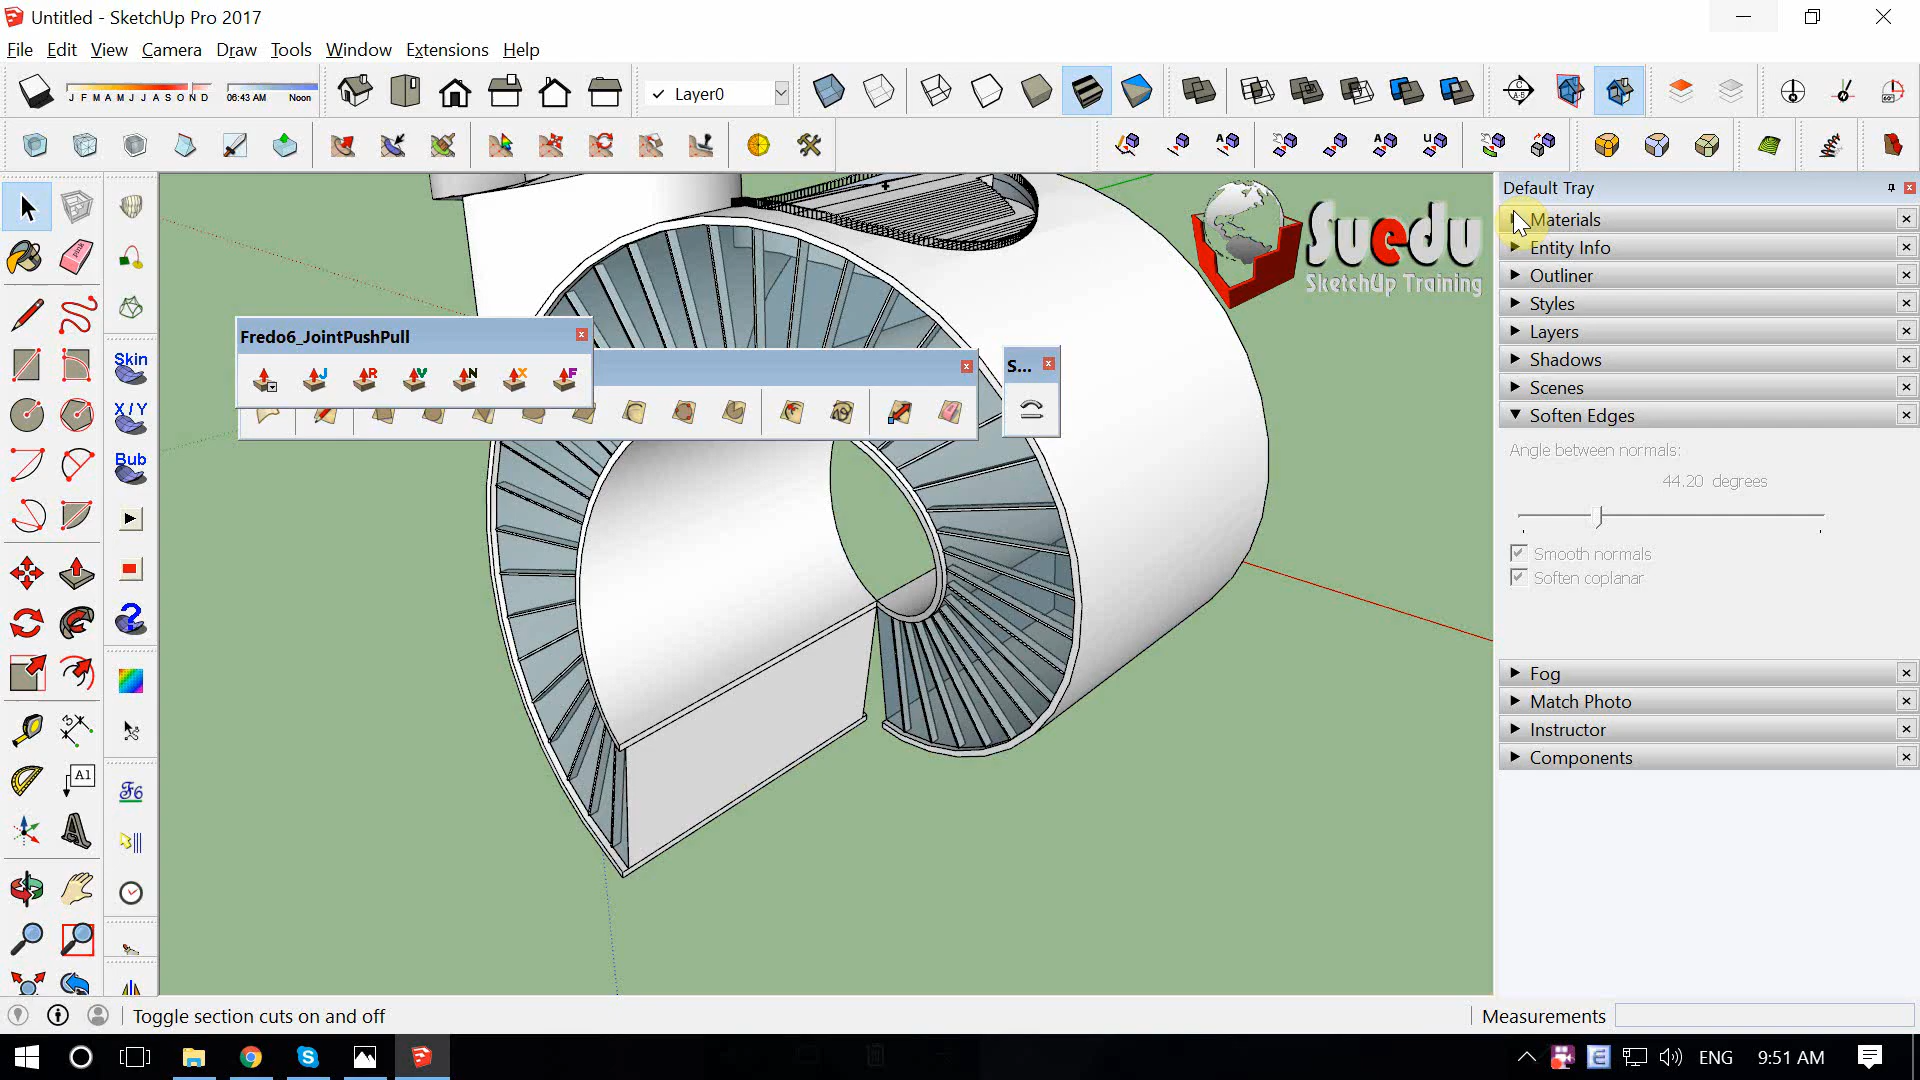 Untitled - SketchUp Pro 2017
File Edit View Camera Draw Tools Window Extensions Help
J F M A M J J A S O N D
06:43 AM Noon
Layer0
Default Tray
Materials
Entity Info
Outliner
Styles
Layers
Shadows
Scenes
Soften Edges
Angle between normals:
44.20 degrees
Smooth normals
Soften coplanar
Fog
Match Photo
Instructor
Components
Suedu
SketchUp Training
Fredo6_JointPushPull
J R V N X F
S...
Skin
X/Y
Bub
A1
F6
Toggle section cuts on and off
Measurements
ENG
9:51 AM